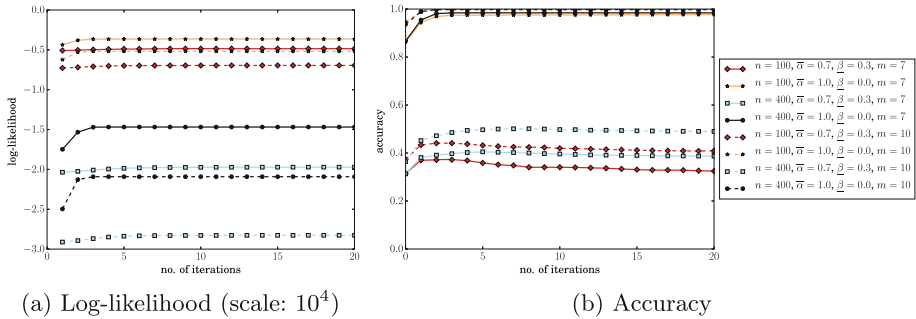 0.0
−0.5
−1.0
−1.5
−2.0
−2.5
−3.0
log-likelihood
0 5 10 15 20
no. of iterations
1.0
0.8
0.6
0.4
0.2
0.0
accuracy
0 5 10 15 20
no. of iterations
n = 100, α̅ = 0.7, β̲ = 0.3, m = 7
n = 100, α̅ = 1.0, β̲ = 0.0, m = 7
n = 400, α̅ = 0.7, β̲ = 0.3, m = 7
n = 400, α̅ = 1.0, β̲ = 0.0, m = 7
n = 100, α̅ = 0.7, β̲ = 0.3, m = 10
n = 100, α̅ = 1.0, β̲ = 0.0, m = 10
n = 400, α̅ = 0.7, β̲ = 0.3, m = 10
n = 400, α̅ = 1.0, β̲ = 0.0, m = 10
(a) Log-likelihood (scale: 10⁴)
(b) Accuracy